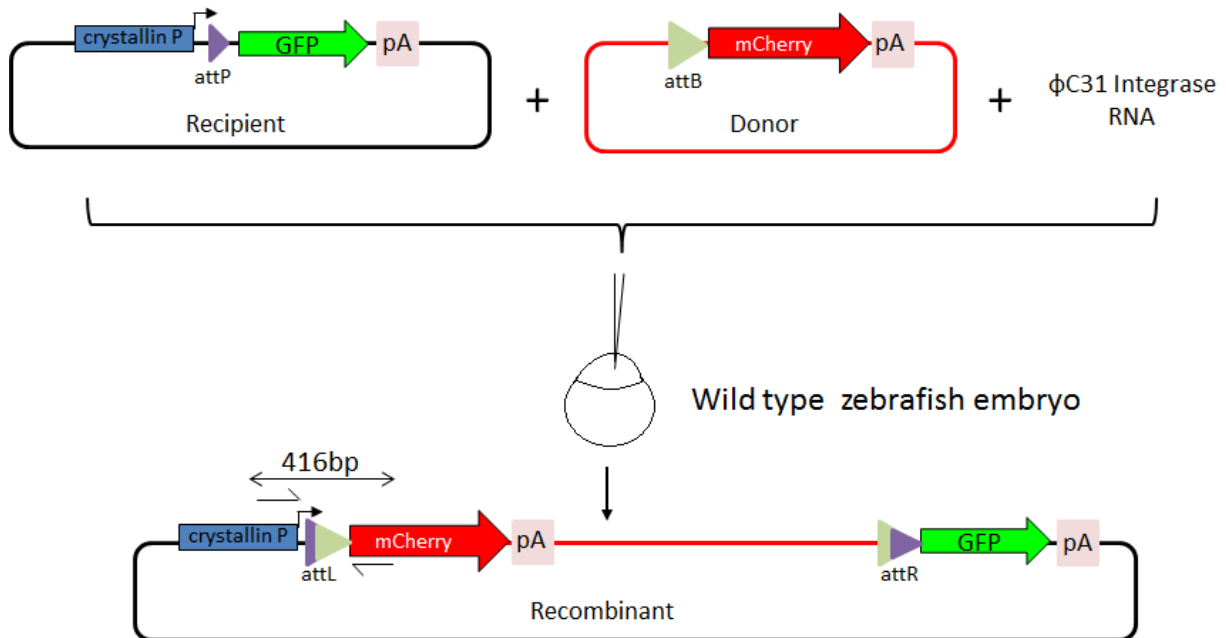 crystallin P
attP
GFP
pA
Recipient
+
attB
mCherry
pA
Donor
+
ϕC31 Integrase
RNA
Wild type zebrafish embryo
416bp
crystallin P
attL
mCherry
pA
attR
GFP
pA
Recombinant